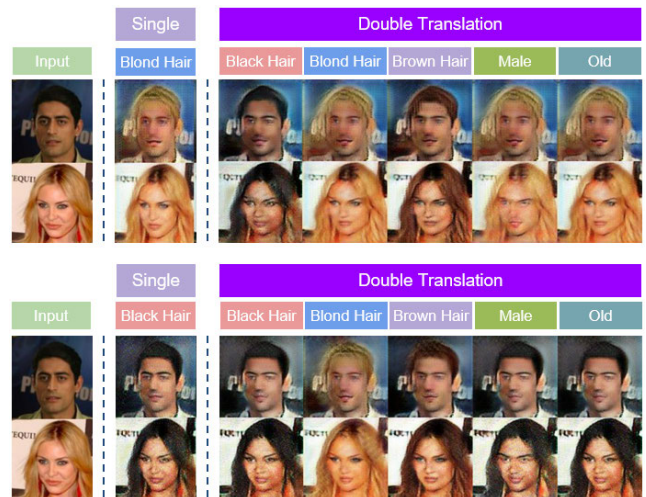 Single Double Translation
Input Blond Hair Black Hair Blond Hair Brown Hair Male Old
EQUI
Single Double Translation
Input Black Hair Black Hair Blond Hair Brown Hair Male Old